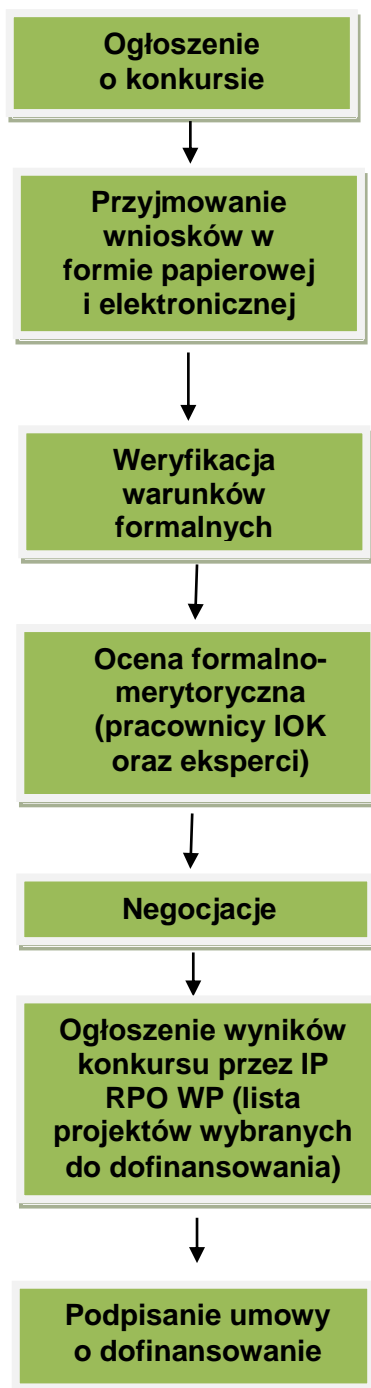 Ogłoszenie
o konkursie
Przyjmowanie
wniosków w
formie papierowej
i elektronicznej
Weryfikacja
warunków
formalnych
Ocena formalno-
merytoryczna
(pracownicy IOK
oraz eksperci)
Negocjacje
Ogłoszenie wyników
konkursu przez IP
RPO WP (lista
projektów wybranych
do dofinansowania)
Podpisanie umowy
o dofinansowanie